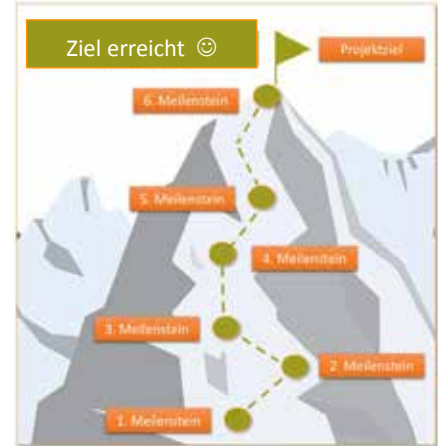 Ziel erreicht ☺
Projektziel
6. Meilenstein
5. Meilenstein
4. Meilenstein
3. Meilenstein
2. Meilenstein
1. Meilenstein